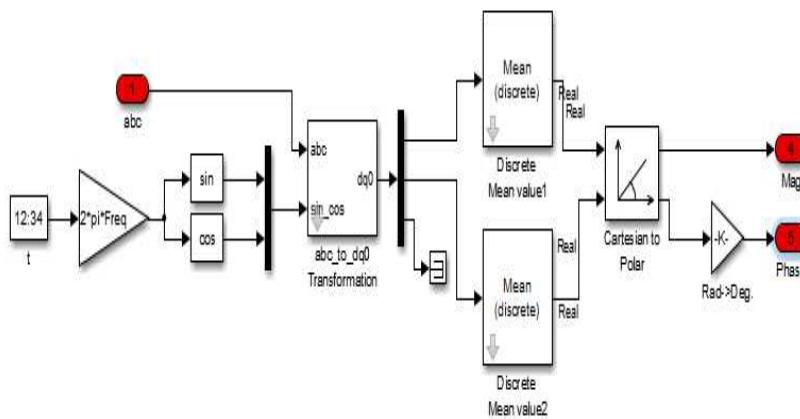 1
abc
12:34
t
2*pi*Freq
sin
cos
abc
sin_cos
dq0
abc_to_dq0
Transformation
Mean
(discrete)
Discrete
Mean value1
Real
Real
Mean
(discrete)
Discrete
Mean value2
Real
Real
Cartesian to
Polar
-K-
Rad->Deg.
4
Mag
5
Phas